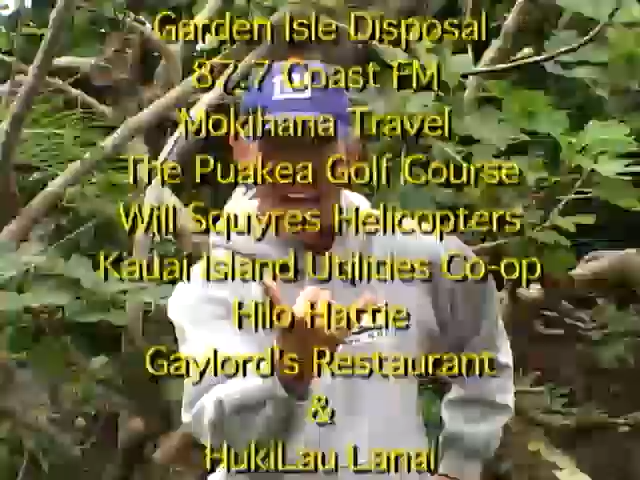 Garden Isle Disposal
87.7 Coast FM
Mokihana Travel
The Puakea Golf Course
Will Squyres Helicopters
Kauai Island Utilities Co-op
Hilo Hattie
Gaylord's Restaurant
&
HukiLau Lanai